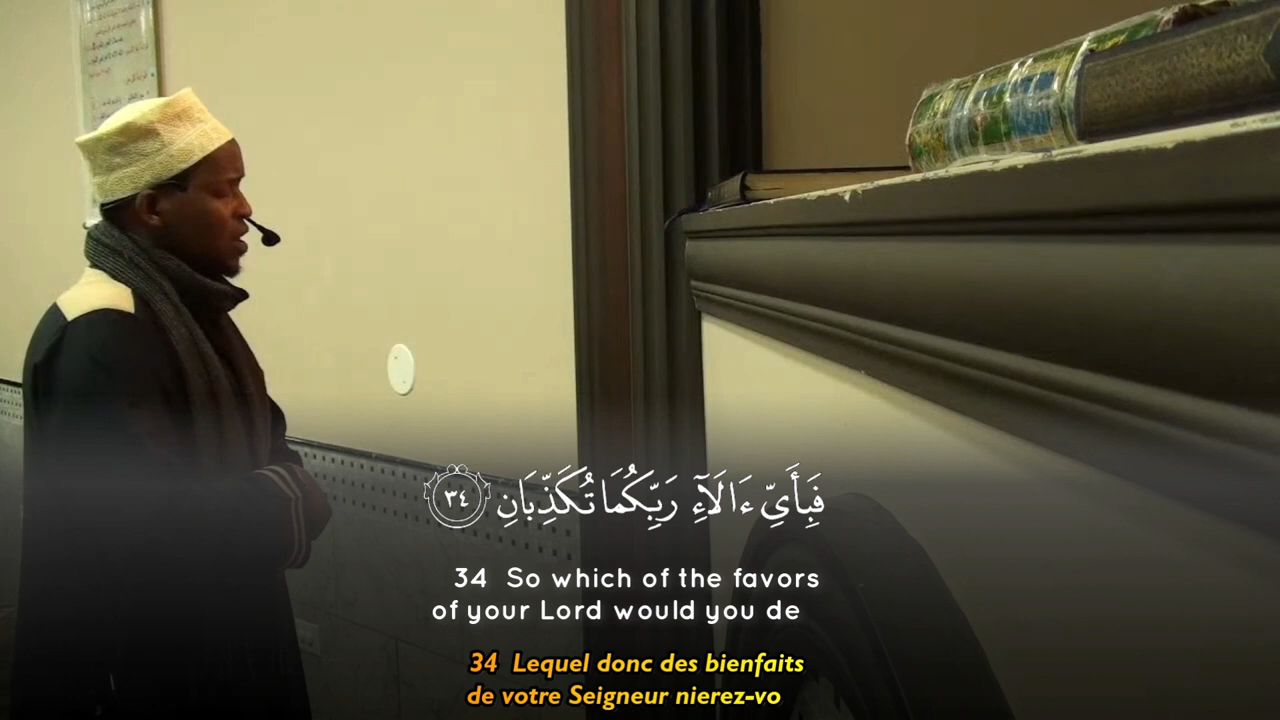 فَبِأَيِّ ءَالَآءِ رَبِّكُمَا تُكَذِّبَانِ ٣٤
34 So which of the favors
of your Lord would you de
34 Lequel donc des bienfaits
de votre Seigneur nierez-vo